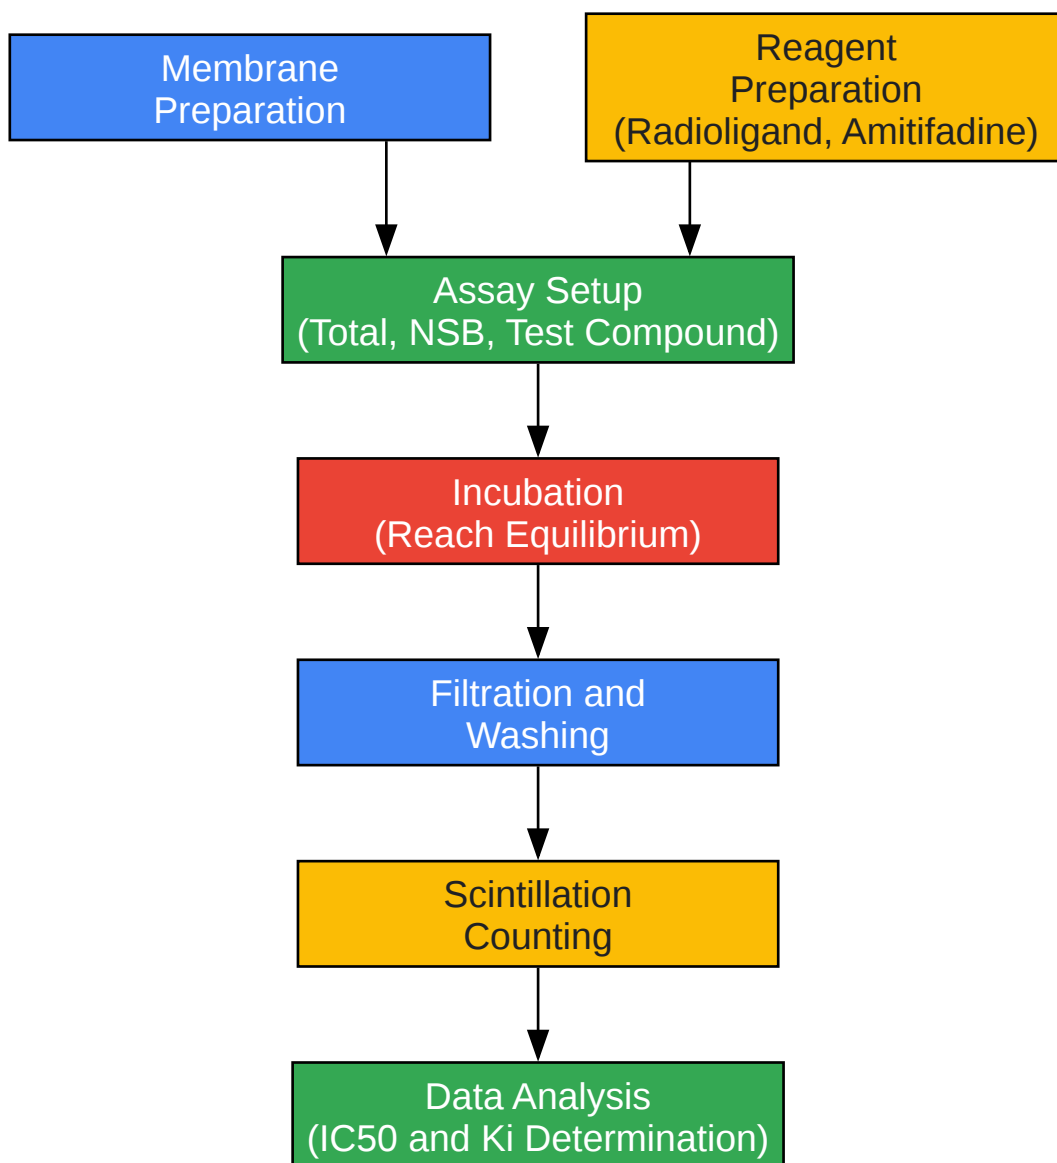 Membrane
Preparation
Reagent
Preparation
(Radioligand, Amitifadine)
Assay Setup
(Total, NSB, Test Compound)
Incubation
(Reach Equilibrium)
Filtration and
Washing
Scintillation
Counting
Data Analysis
(IC50 and Ki Determination)